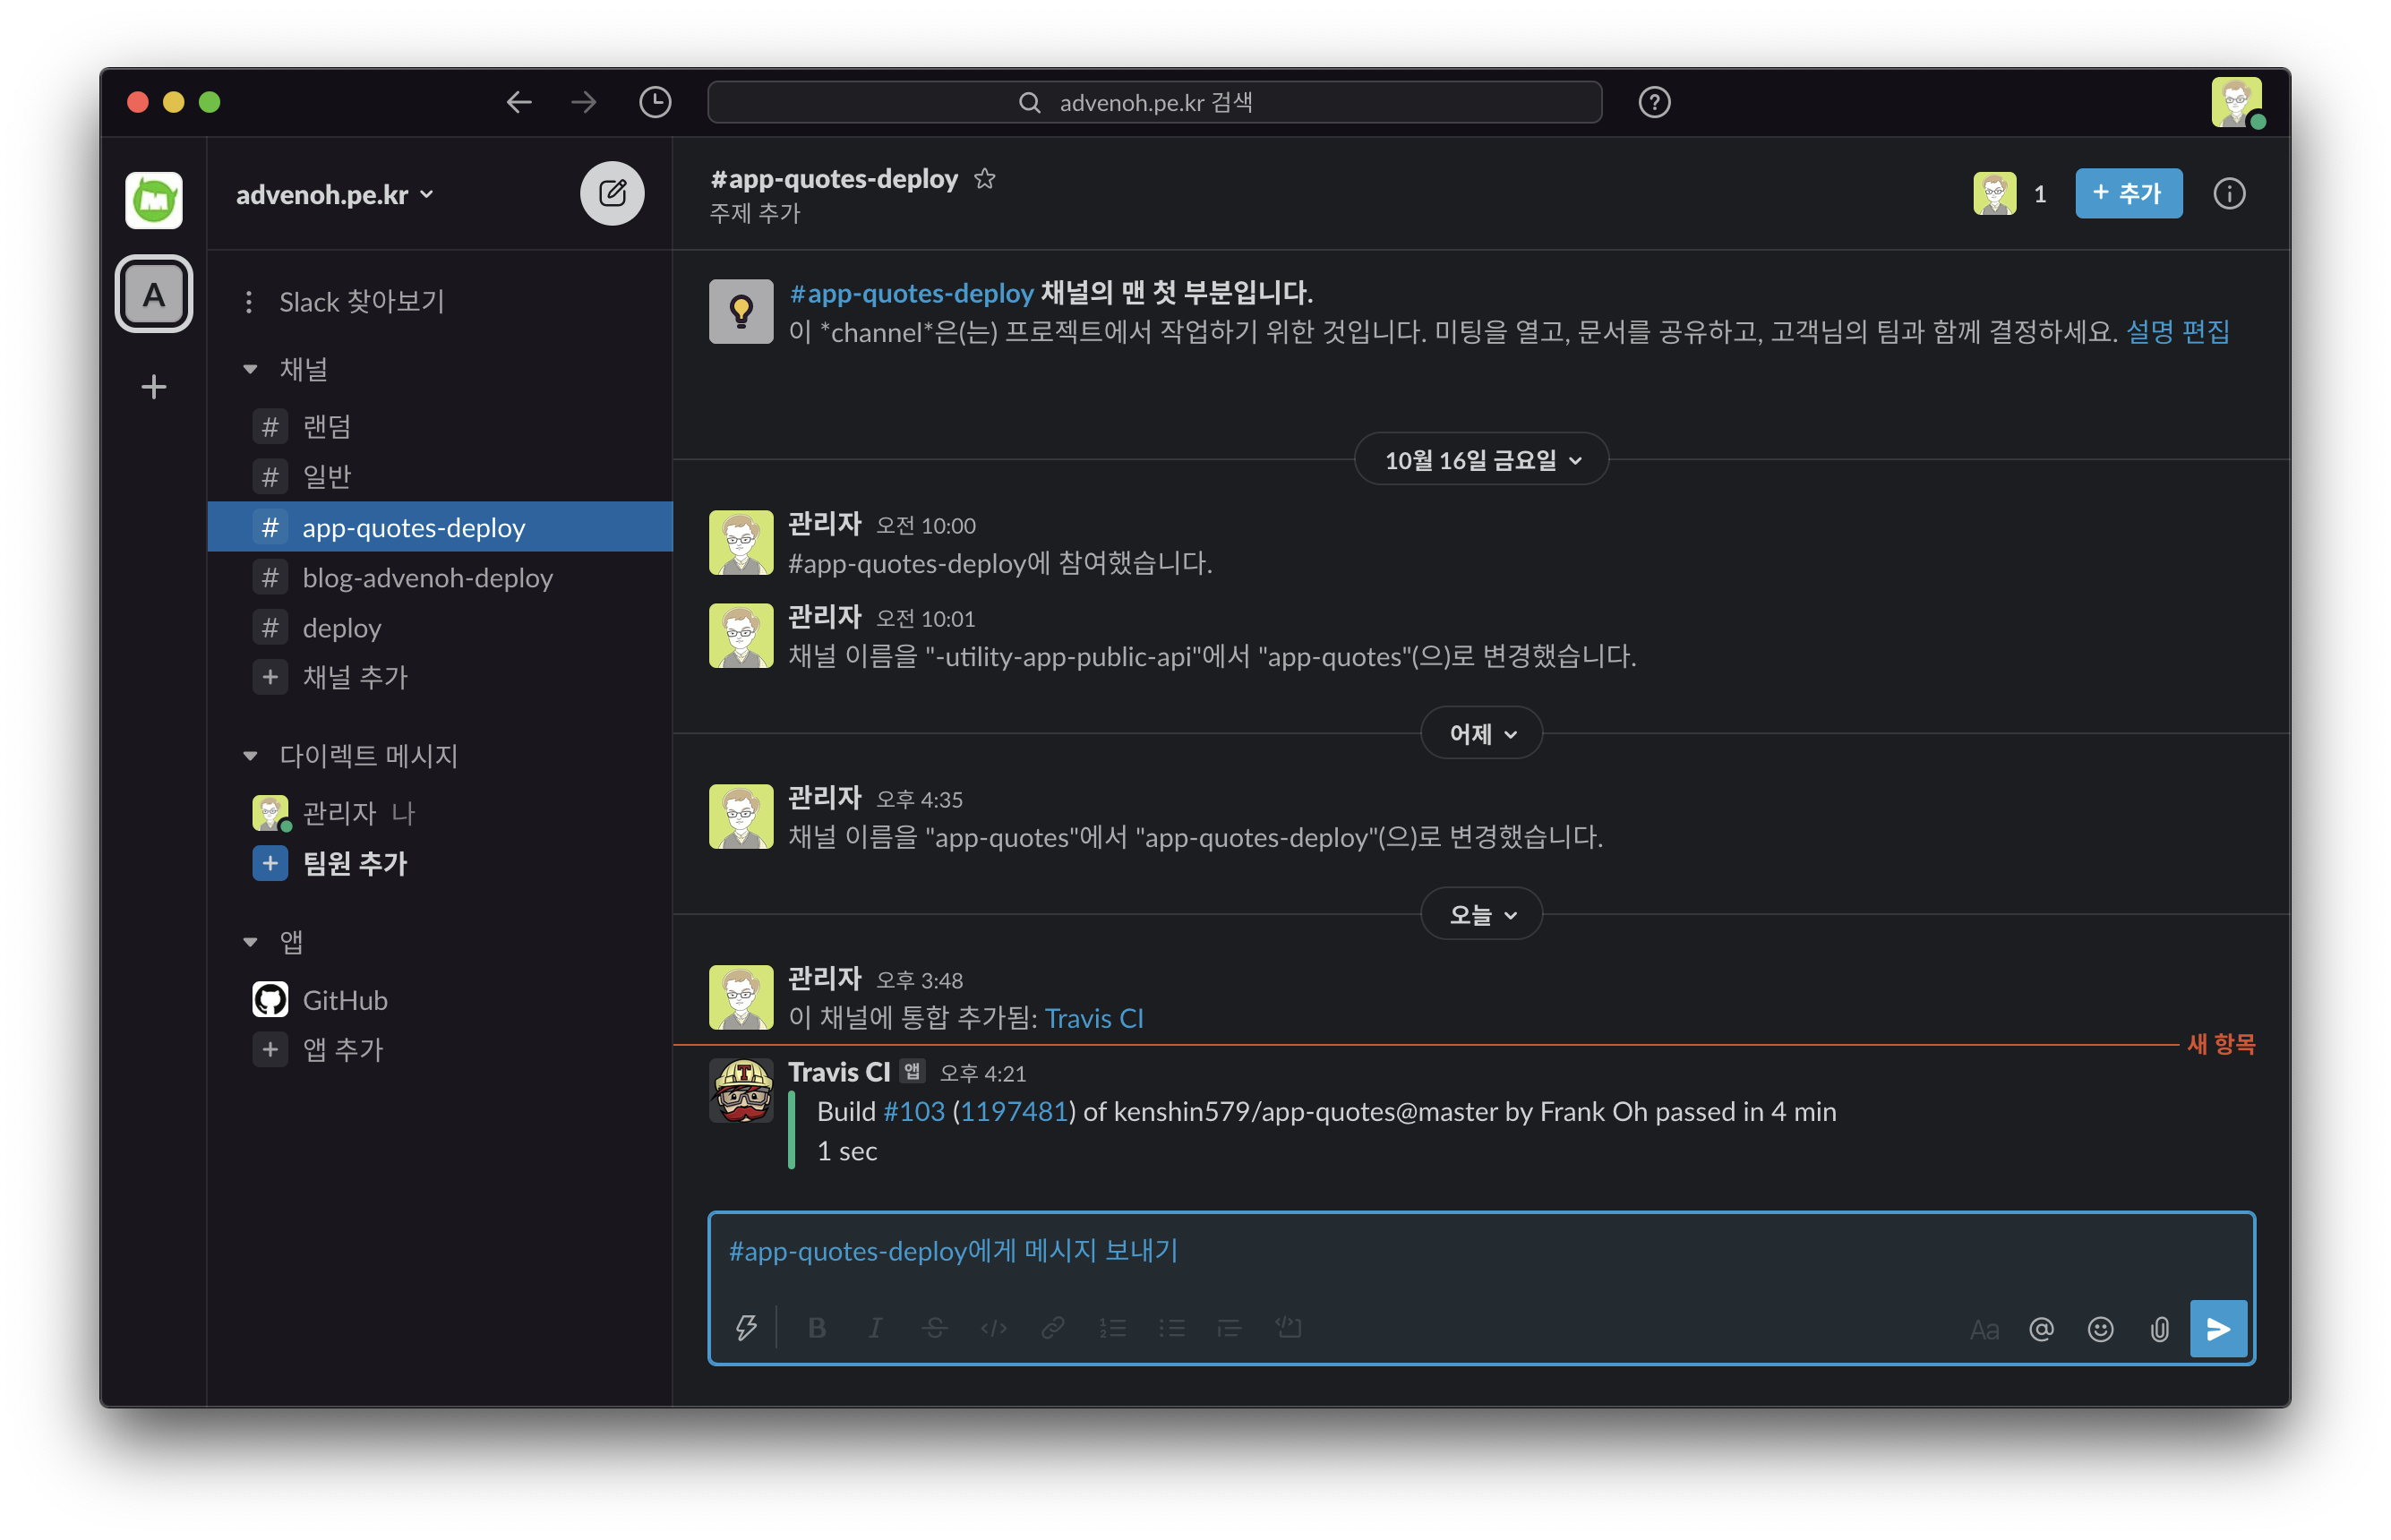 advenoh.pe.kr 검색
A
advenoh.pe.kr
Slack 찾아보기
채널
# 랜덤
# 일반
# app-quotes-deploy
# blog-advenoh-deploy
# deploy
+ 채널 추가
다이렉트 메시지
관리자 나
+ 팀원 추가
앱
GitHub
+ 앱 추가
#app-quotes-deploy
주제 추가
1
+ 추가
#app-quotes-deploy 채널의 맨 첫 부분입니다.
이 *channel*은(는) 프로젝트에서 작업하기 위한 것입니다. 미팅을 열고, 문서를 공유하고, 고객님의 팀과 함께 결정하세요. 설명 편집
10월 16일 금요일
관리자 오전 10:00
#app-quotes-deploy에 참여했습니다.
관리자 오전 10:01
채널 이름을 "-utility-app-public-api"에서 "app-quotes"(으)로 변경했습니다.
어제
관리자 오후 4:35
채널 이름을 "app-quotes"에서 "app-quotes-deploy"(으)로 변경했습니다.
오늘
관리자 오후 3:48
이 채널에 통합 추가됨: Travis CI
새 항목
Travis CI 앱 오후 4:21
Build #103 (1197481) of kenshin579/app-quotes@master by Frank Oh passed in 4 min
1 sec
#app-quotes-deploy에게 메시지 보내기
B I S </> Aa @